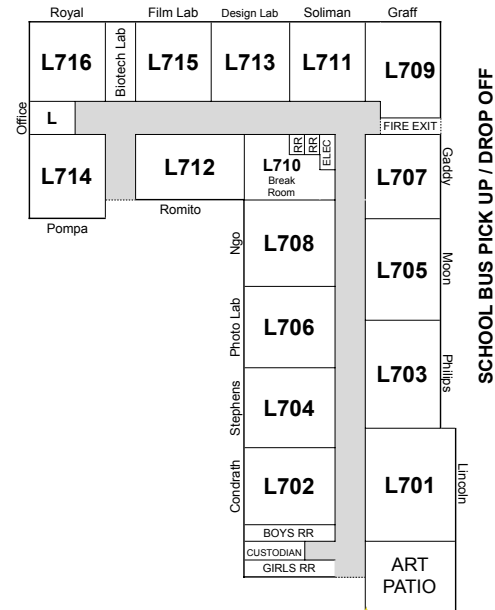 Royal
Film Lab
Design Lab
Soliman
Graff
L716
Biotech Lab
L715
L713
L711
L709
Office
L
FIRE EXIT
L714
L712
L710
Break
Room
RR
RR
ELEC
L707
Gaddy
Pompa
Romito
SCHOOL BUS PICK UP / DROP OFF
Ngo
L708
L705
Moon
Photo Lab
L706
L703
Philips
Stephens
L704
Condrath
L702
L701
Lincoln
BOYS RR
CUSTODIAN
GIRLS RR
ART
PATIO